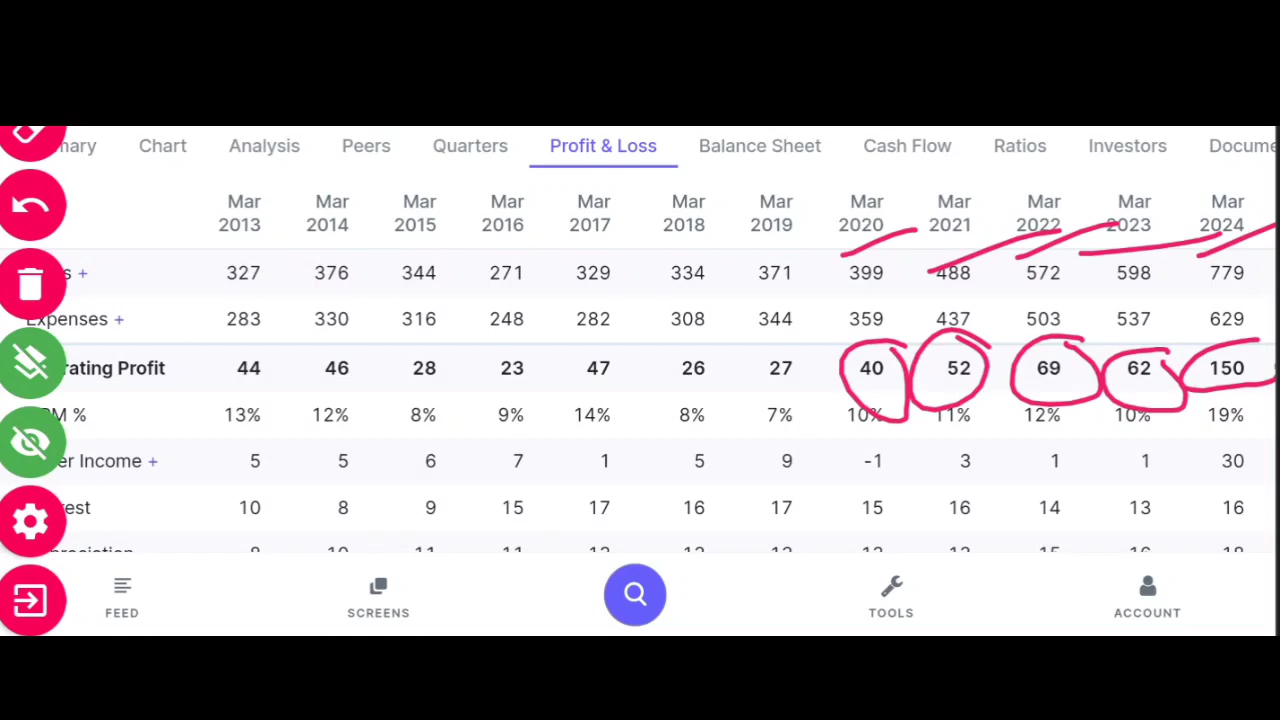 mary Chart Analysis Peers Quarters Profit & Loss Balance Sheet Cash Flow Ratios Investors Docume
Mar 2013 Mar 2014 Mar 2015 Mar 2016 Mar 2017 Mar 2018 Mar 2019 Mar 2020 Mar 2021 Mar 2022 Mar 2023 Mar 2024
s + 327 376 344 271 329 334 371 399 488 572 598 779
Expenses + 283 330 316 248 282 308 344 359 437 503 537 629
rating Profit 44 46 28 23 47 26 27 40 52 69 62 150
M % 13% 12% 8% 9% 14% 8% 7% 10% 11% 12% 10% 19%
er Income + 5 5 6 7 1 5 9 -1 3 1 1 30
rest 10 8 9 15 17 16 17 15 16 14 13 16
FEED SCREENS TOOLS ACCOUNT